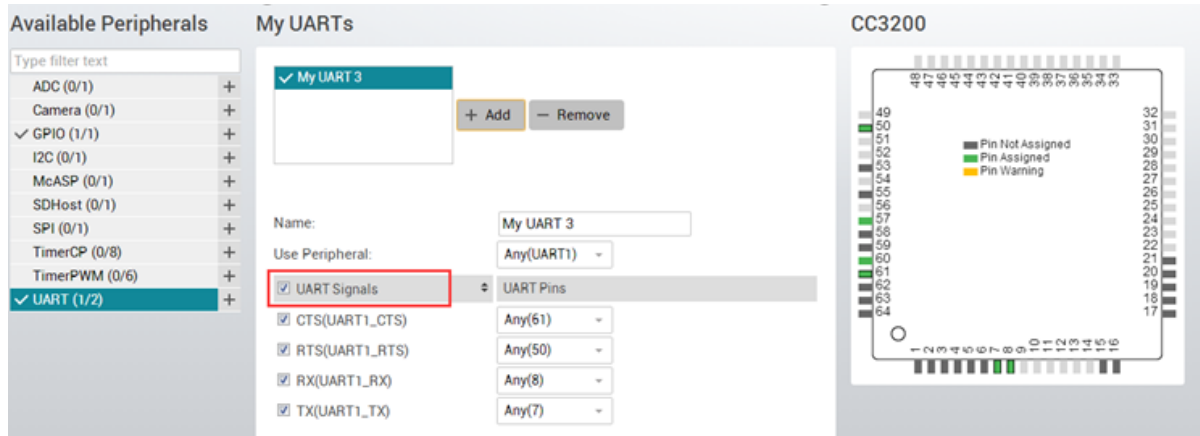 Available Peripherals
Type filter text
ADC (0/1) +
Camera (0/1) +
GPIO (1/1) +
I2C (0/1) +
McASP (0/1) +
SDHost (0/1) +
SPI (0/1) +
TimerCP (0/8) +
TimerPWM (0/6) +
UART (1/2) +
My UARTs
My UART 3
+ Add
− Remove
Name: My UART 3
Use Peripheral: Any(UART1)
UART Signals UART Pins
CTS(UART1_CTS) Any(61)
RTS(UART1_RTS) Any(50)
RX(UART1_RX) Any(8)
TX(UART1_TX) Any(7)
CC3200
48 47 46 45 44 43 42 41 40 39 38 37 36 35 34 33
49 32
50 31
51 30
52 29
53 28
54 27
55 26
56 25
57 24
58 23
59 22
60 21
61 20
62 19
63 18
64 17
Pin Not Assigned
Pin Assigned
Pin Warning
1 2 3 4 5 6 7 8 9 10 11 12 13 14 15 16